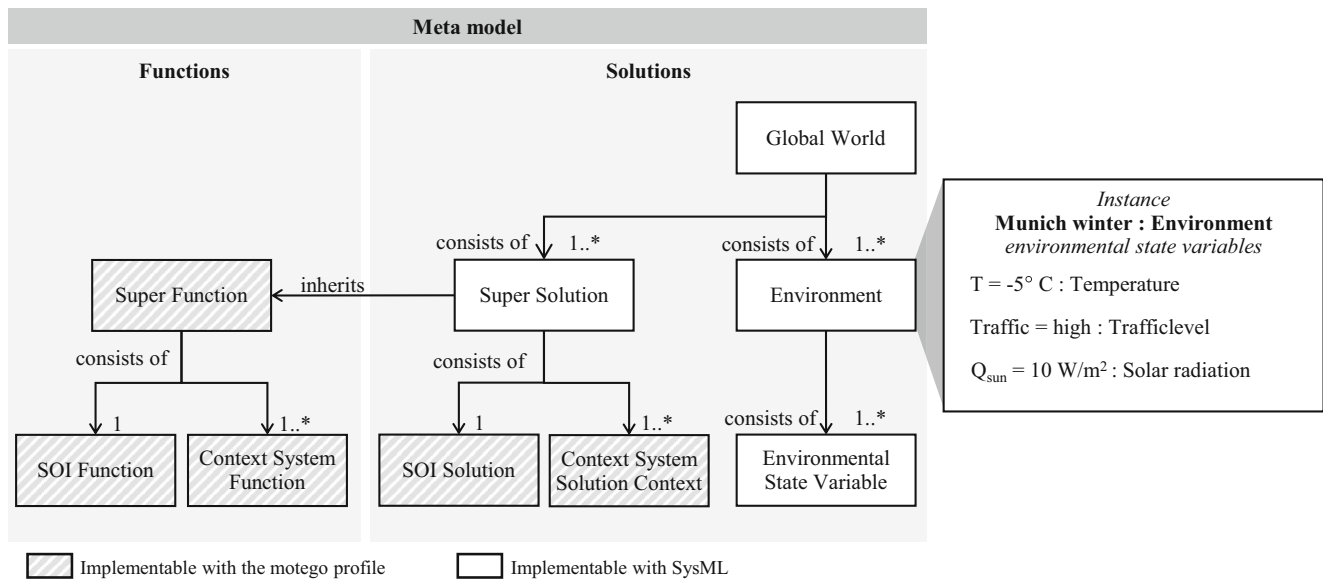 Meta model
Functions
Solutions
Global World
consists of
1..*
consists of
1..*
Super Function
inherits
Super Solution
Environment
consists of
1
1..*
consists of
1
1..*
consists of
1..*
SOI Function
Context System
Function
SOI Solution
Context System
Solution Context
Environmental
State Variable
Instance
Munich winter : Environment
environmental state variables
T = -5° C : Temperature
Traffic = high : Trafficlevel
Qsun = 10 W/m² : Solar radiation
Implementable with the motego profile
Implementable with SysML